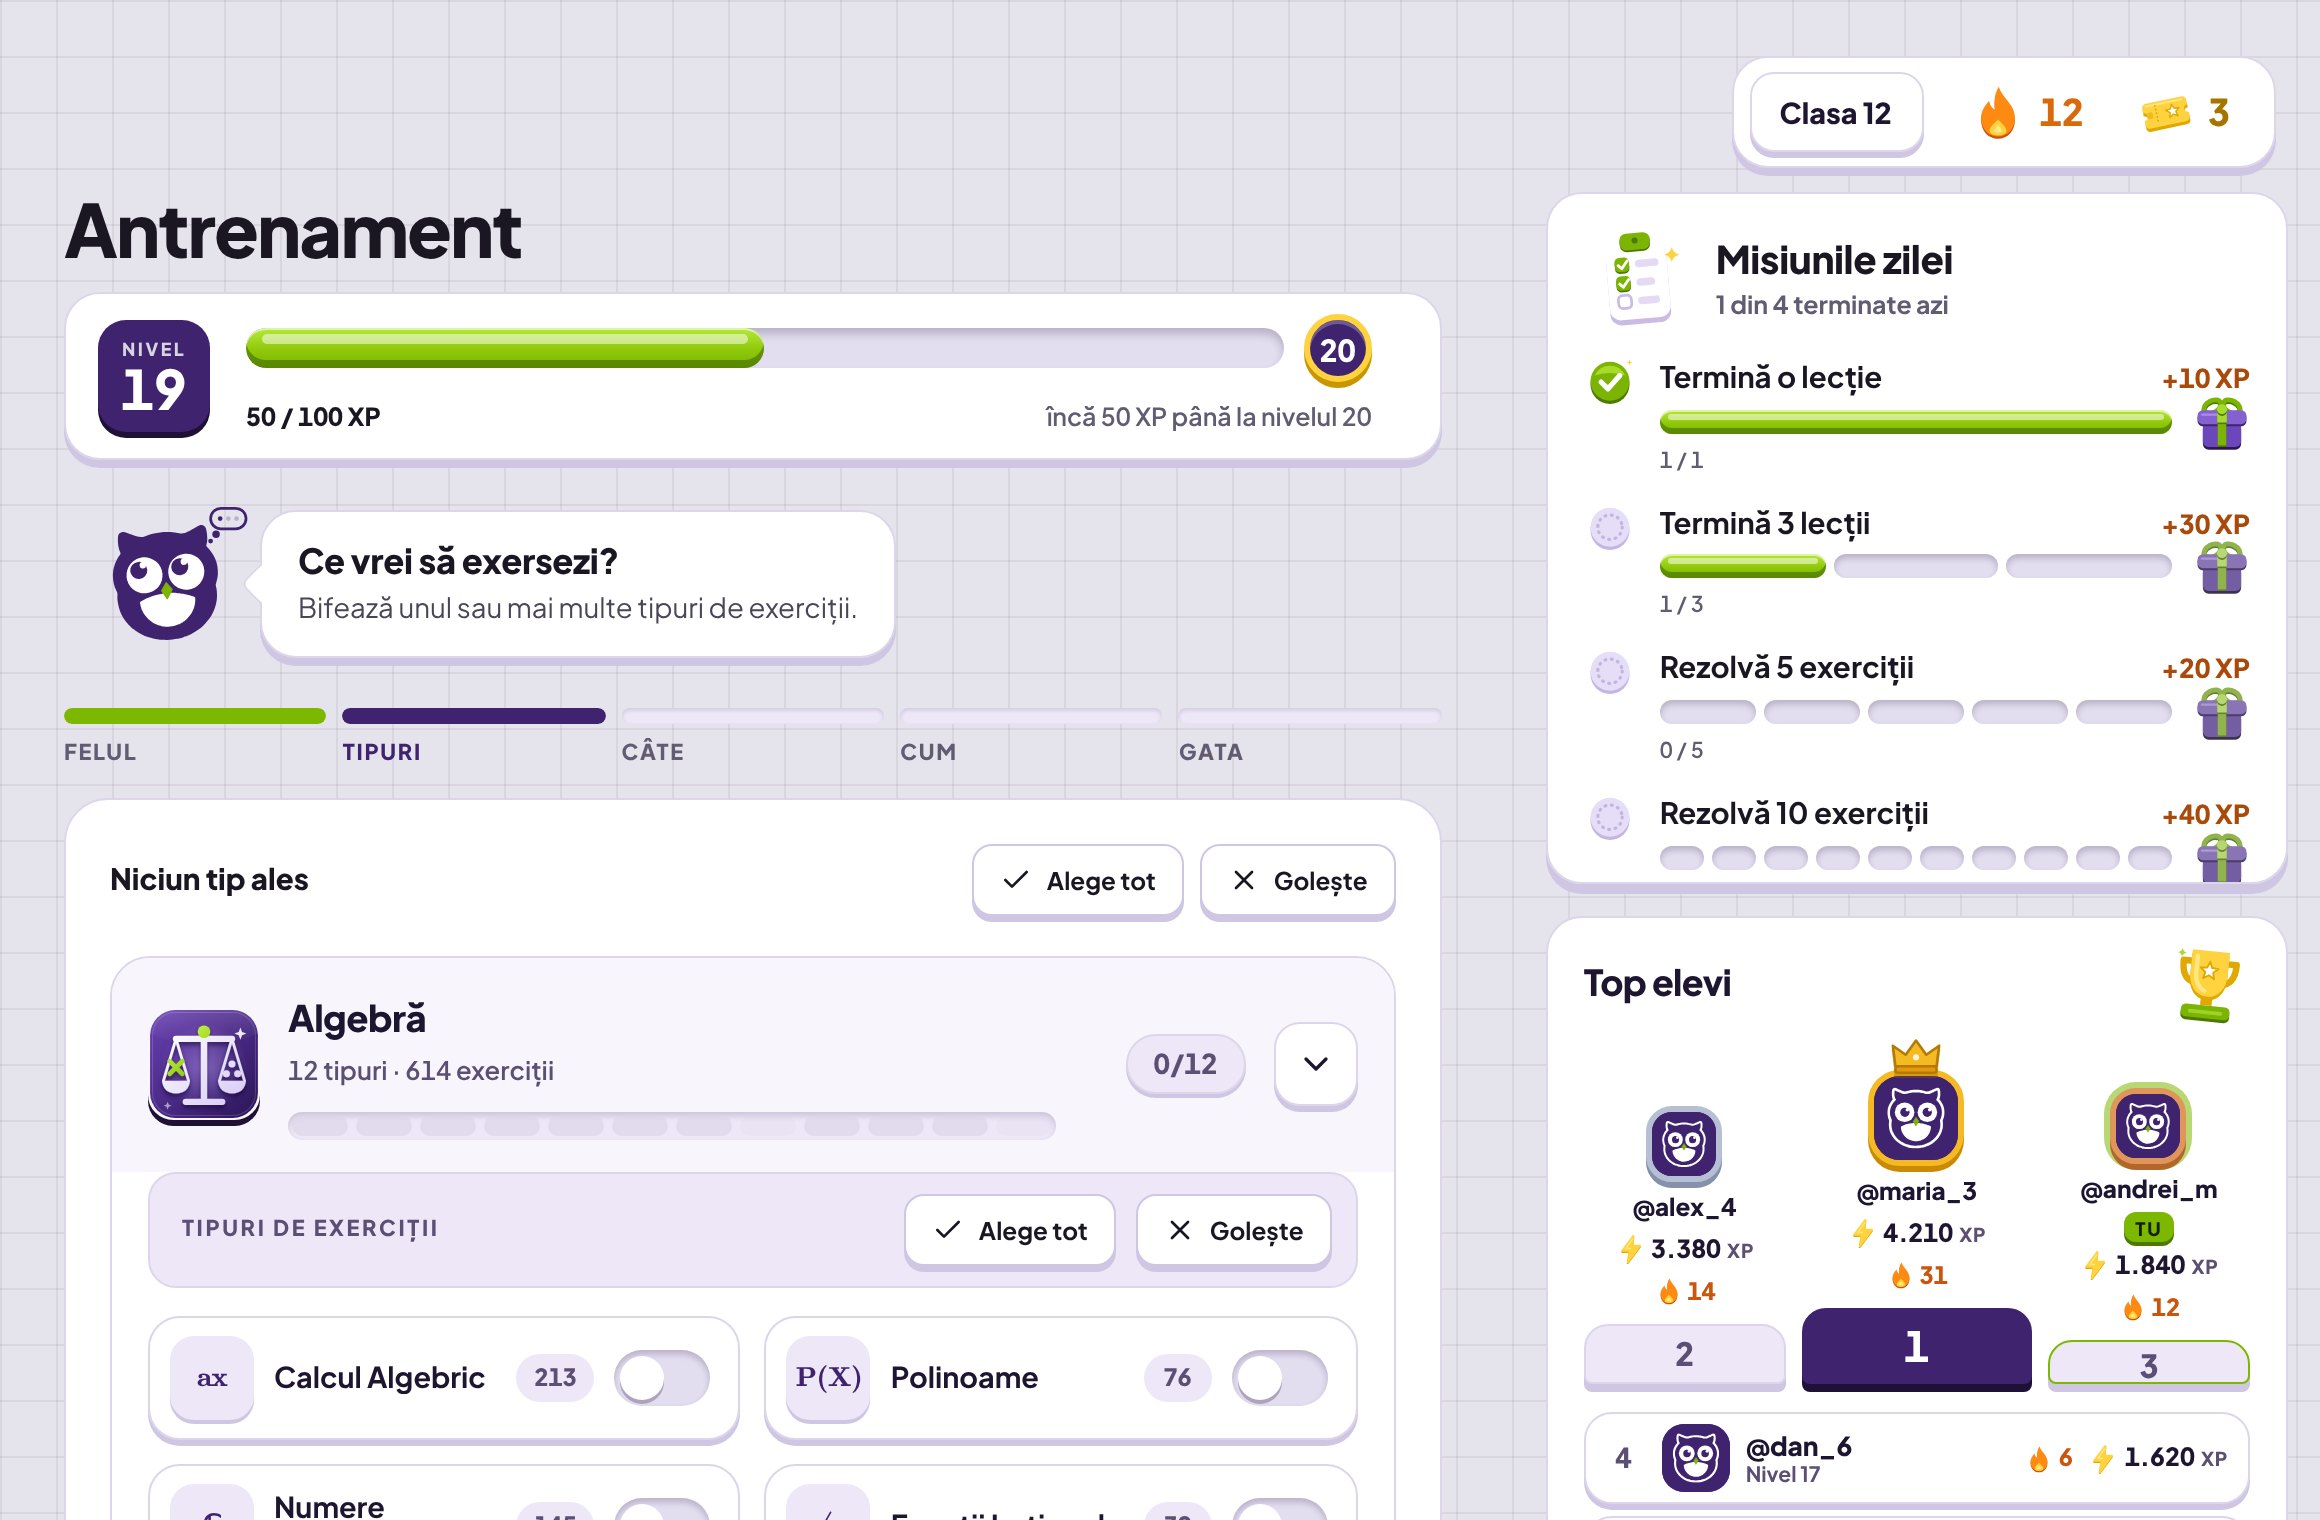 Clasa 12
12
3
Antrenament
NIVEL
19
20
50 / 100 XP
încă 50 XP până la nivelul 20
Ce vrei să exersezi?
Bifează unul sau mai multe tipuri de exerciții.
FELUL
TIPURI
CÂTE
CUM
GATA
Niciun tip ales
Alege tot
Golește
Algebră
12 tipuri · 614 exerciții
0/12
TIPURI DE EXERCIȚII
Alege tot
Golește
ax
Calcul Algebric
213
P(X)
Polinoame
76
Numere
Misiunile zilei
1 din 4 terminate azi
Termină o lecție
+10 XP
1 / 1
Termină 3 lecții
+30 XP
1 / 3
Rezolvă 5 exerciții
+20 XP
0 / 5
Rezolvă 10 exerciții
+40 XP
Top elevi
@alex_4
3.380 XP
14
@maria_3
4.210 XP
31
@andrei_m
TU
1.840 XP
12
2
1
3
4
@dan_6
Nivel 17
6
1.620 XP